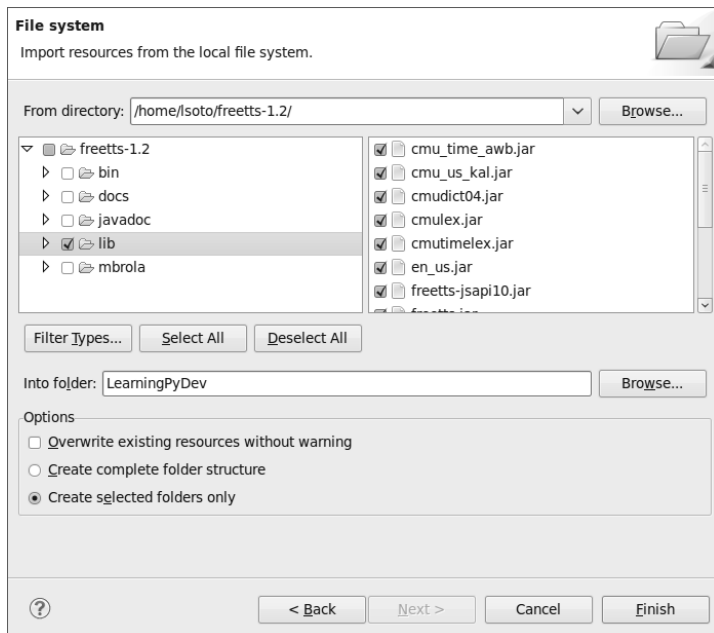 File system
Import resources from the local file system.
From directory: /home/lsoto/freetts-1.2/ Browse...
freetts-1.2
bin
docs
javadoc
lib
mbrola
cmu_time_awb.jar
cmu_us_kal.jar
cmudict04.jar
cmulex.jar
cmutimelex.jar
en_us.jar
freetts-jsapi10.jar
Filter Types... Select All Deselect All
Into folder: LearningPyDev Browse...
Options
Overwrite existing resources without warning
Create complete folder structure
Create selected folders only
? < Back Next > Cancel Finish